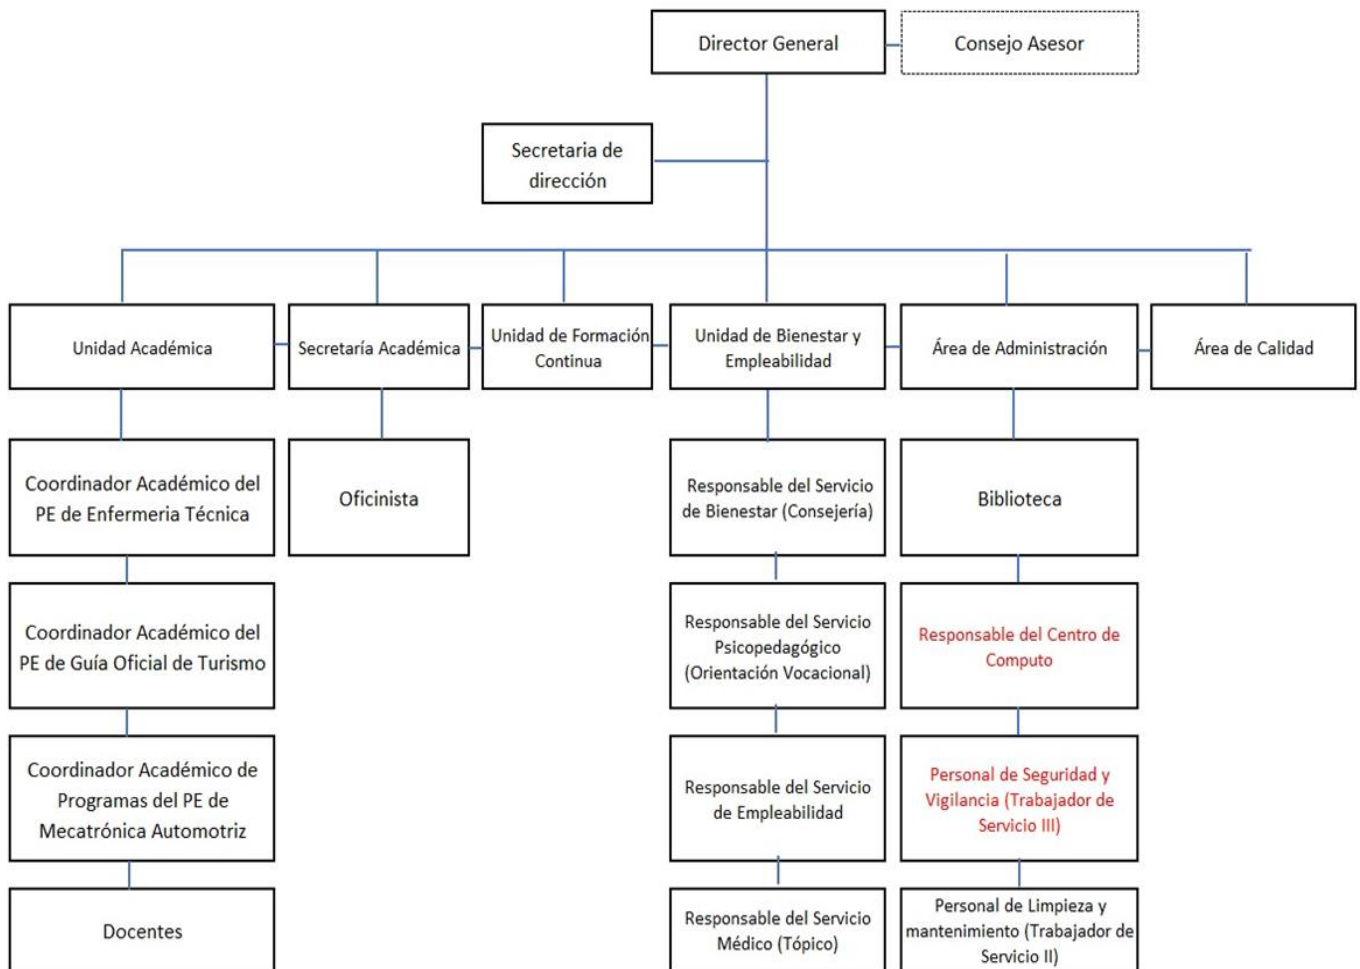 Director General
Consejo Asesor
Secretaria de
dirección
Unidad Académica
Secretaría Académica
Unidad de Formación
Continua
Unidad de Bienestar y
Empleabilidad
Área de Administración
Área de Calidad
Coordinador Académico del
PE de Enfermeria Técnica
Oficinista
Responsable del Servicio
de Bienestar (Consejería)
Biblioteca
Coordinador Académico del
PE de Guía Oficial de Turismo
Responsable del Servicio
Psicopedagógico
(Orientación Vocacional)
Responsable del Centro de
Computo
Coordinador Académico de
Programas del PE de
Mecatrónica Automotriz
Responsable del Servicio
de Empleabilidad
Personal de Seguridad y
Vigilancia (Trabajador de
Servicio III)
Docentes
Responsable del Servicio
Médico (Tópico)
Personal de Limpieza y
mantenimiento (Trabajador de
Servicio II)